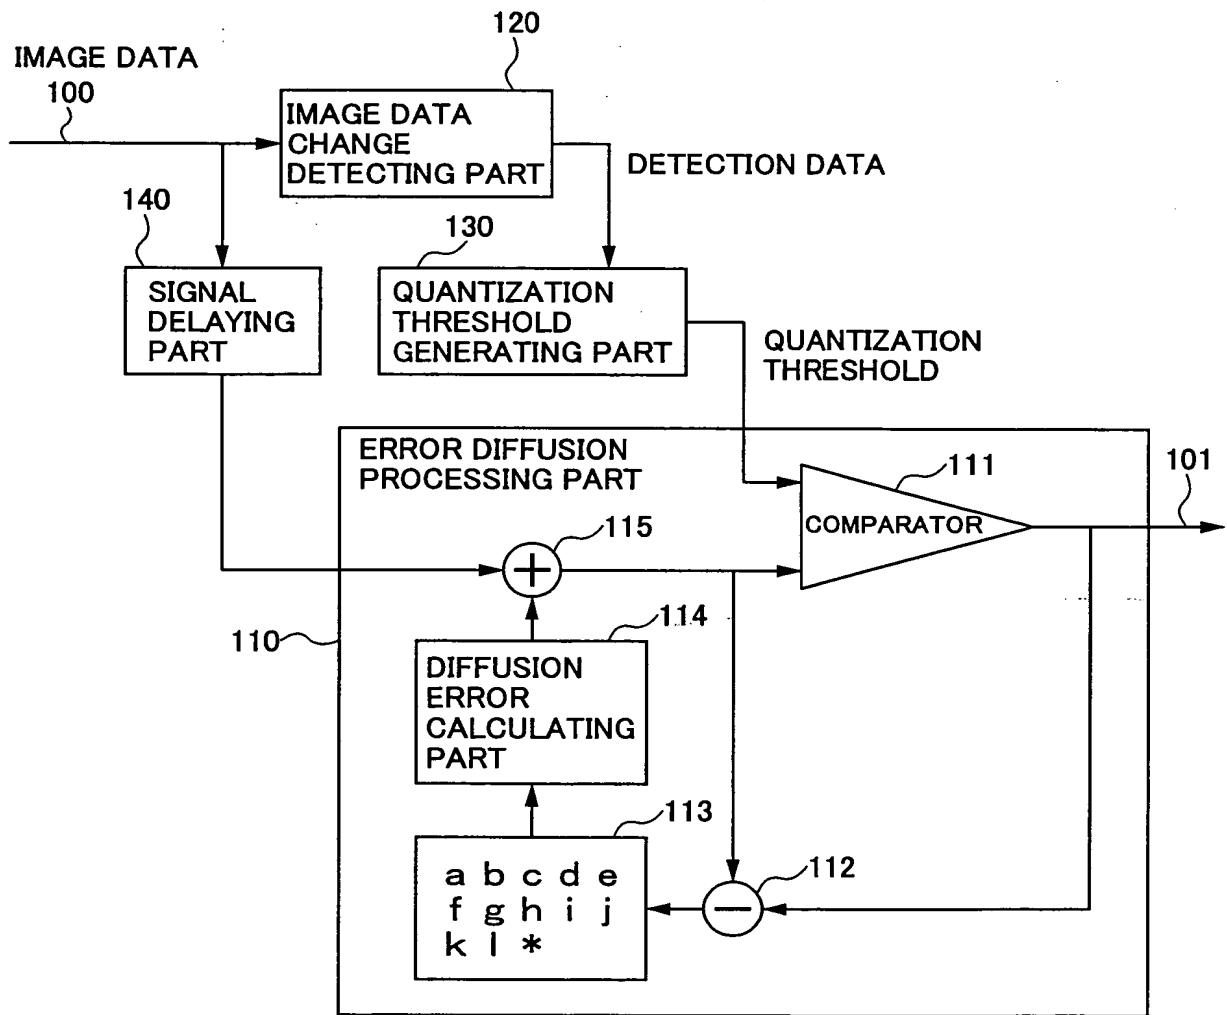 120
IMAGE DATA
100
IMAGE DATA
CHANGE
DETECTING PART
DETECTION DATA
140
130
SIGNAL
DELAYING
PART
QUANTIZATION
THRESHOLD
GENERATING PART
QUANTIZATION
THRESHOLD
ERROR DIFFUSION
PROCESSING PART
111
101
COMPARATOR
115
+
110
114
DIFFUSION
ERROR
CALCULATING
PART
113
a b c d e
f g h i j
k l *
112
−